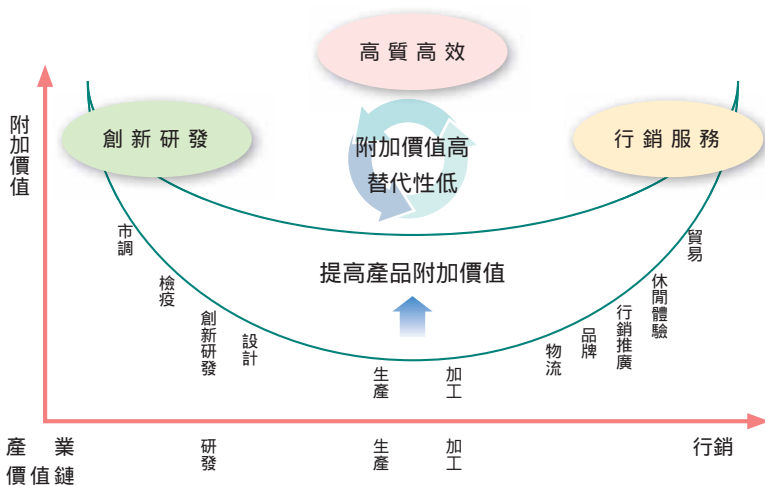 高質高效
附加價值
創新研發
行銷服務
附加價值高
替代性低
市調
檢疫
創新研發
設計
提高產品附加價值
生產
加工
物流
品牌
行銷推廣
休閒體驗
貿易
產業
價值鏈
研發
生產
加工
行銷